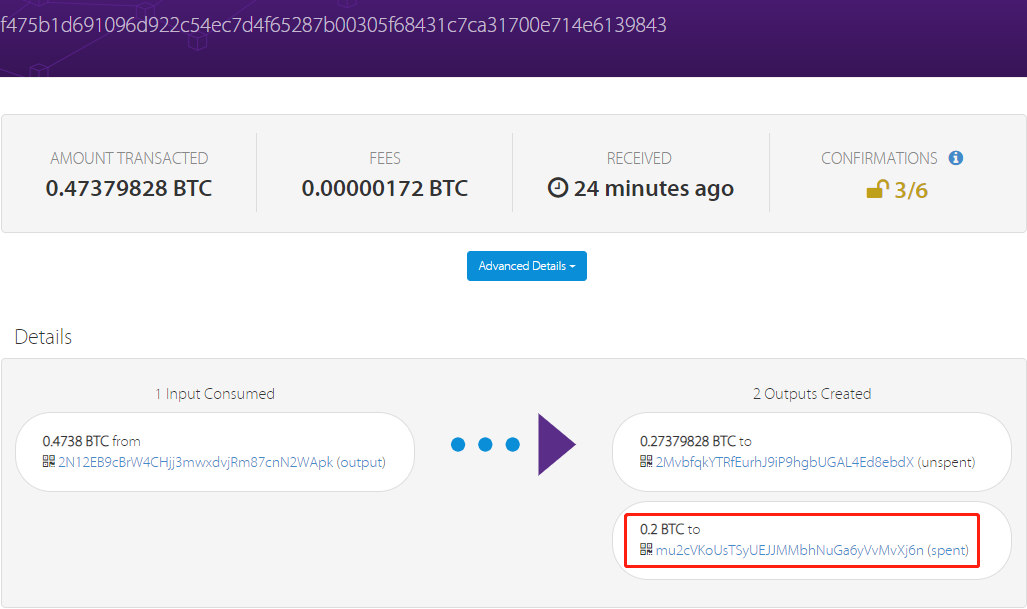 f475b1d691096d922c54ec7d4f65287b00305f68431c7ca31700e714e6139843
AMOUNT TRANSACTED
0.47379828 BTC
FEES
0.00000172 BTC
RECEIVED
24 minutes ago
CONFIRMATIONS
3/6
Advanced Details
Details
1 Input Consumed
0.4738 BTC from
2N12EB9cBrW4CHjj3mwxdvjRm87cnN2WApk (output)
2 Outputs Created
0.27379828 BTC to
2MvbfqkYTRfEurhJ9iP9hgbUGAL4Ed8ebdX (unspent)
0.2 BTC to
mu2cVKoUsTSyUEJJMMbhNuGa6yVvMvXj6n (spent)